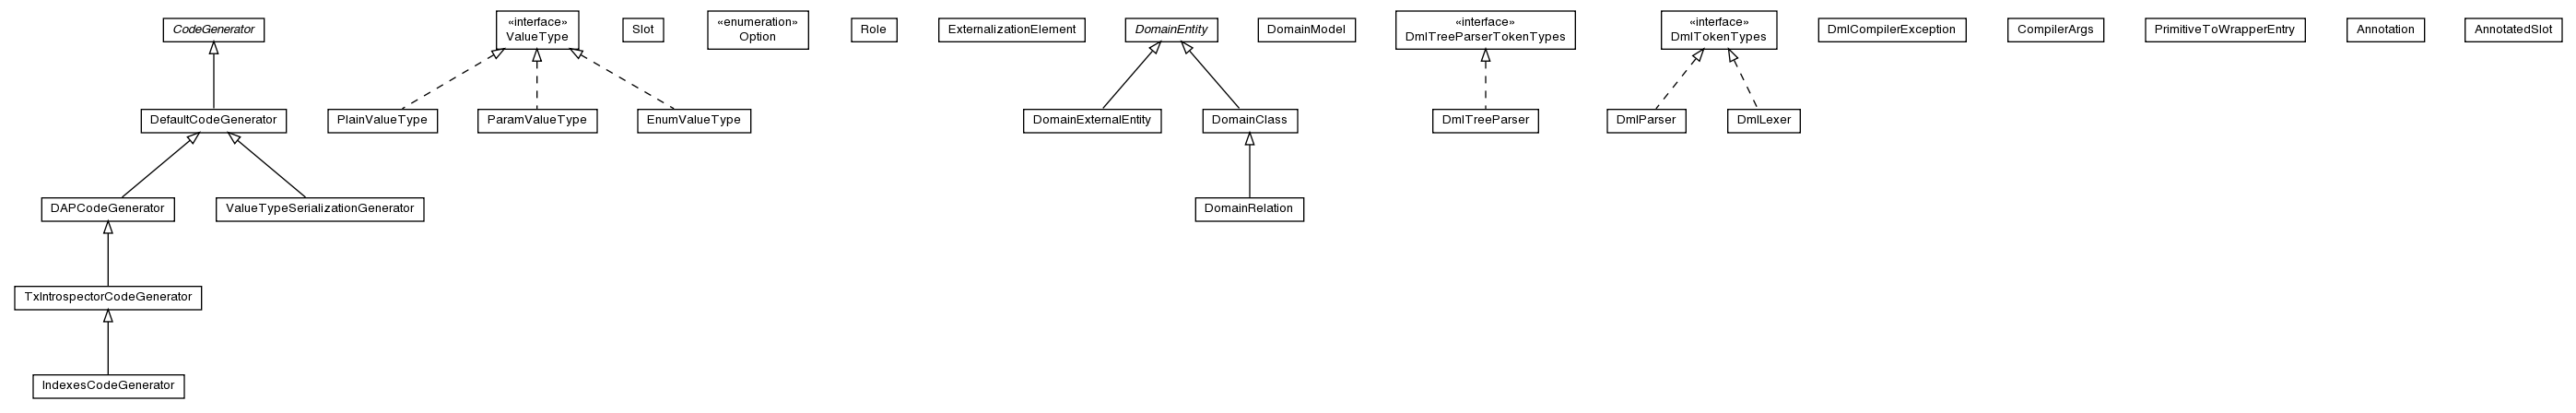 CodeGenerator
«interface»
ValueType
Slot
«enumeration»
Option
Role
ExternalizationElement
DomainEntity
DomainModel
«interface»
DmlTreeParserTokenTypes
«interface»
DmlTokenTypes
DmlCompilerException
CompilerArgs
PrimitiveToWrapperEntry
Annotation
AnnotatedSlot
DefaultCodeGenerator
PlainValueType
ParamValueType
EnumValueType
DomainExternalEntity
DomainClass
DmlTreeParser
DmlParser
DmlLexer
DAPCodeGenerator
ValueTypeSerializationGenerator
DomainRelation
TxIntrospectorCodeGenerator
IndexesCodeGenerator